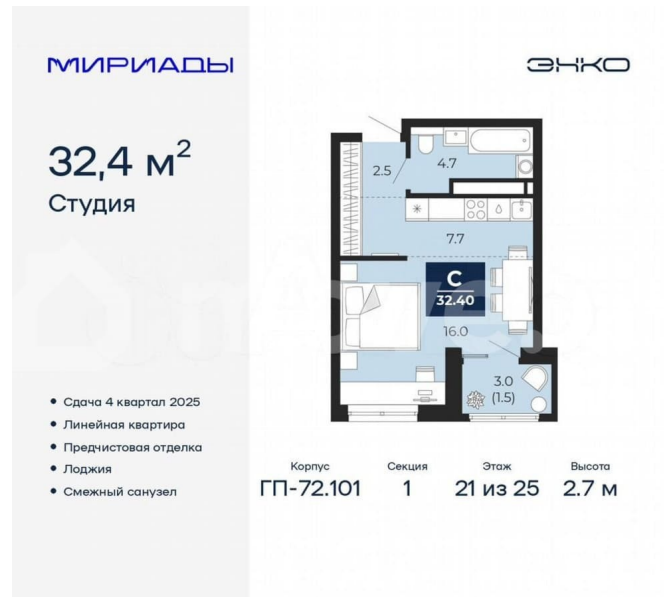 МИРИАДЫ
ЭНКО
32,4 м²
Студия
2.5
4.7
7.7
С
32.40
16.0
3.0
(1.5)
Сдача 4 квартал 2025
Линейная квартира
Предчистовая отделка
Лоджия
Смежный санузел
Корпус Секция Этаж Высота
ГП-72.101 1 21 из 25 2.7 м